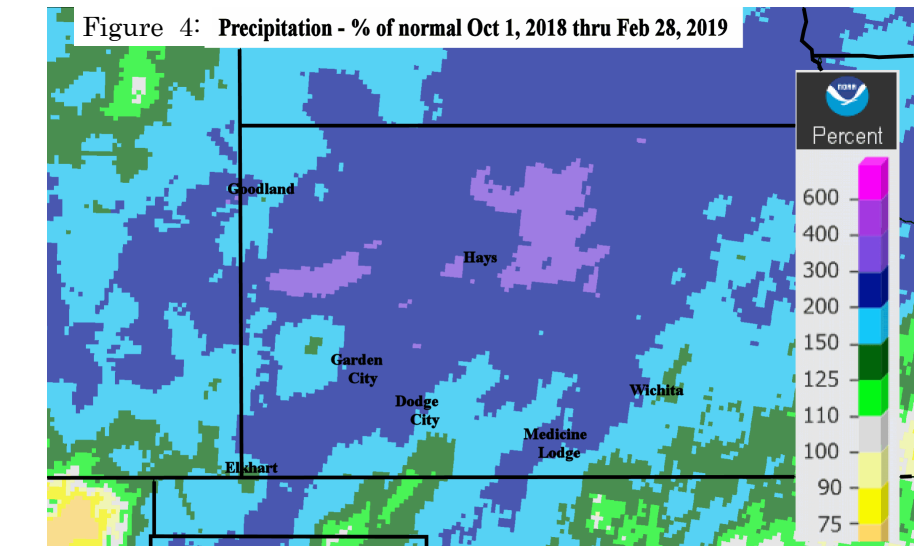 Figure 4: Precipitation - % of normal Oct 1, 2018 thru Feb 28, 2019
noaa
Percent
Goodland
600
400
Hays
300
200
150
Garden
City
125
Wichita
Dodge
City
110
Medicine
Lodge
100
Elkhart
90
75